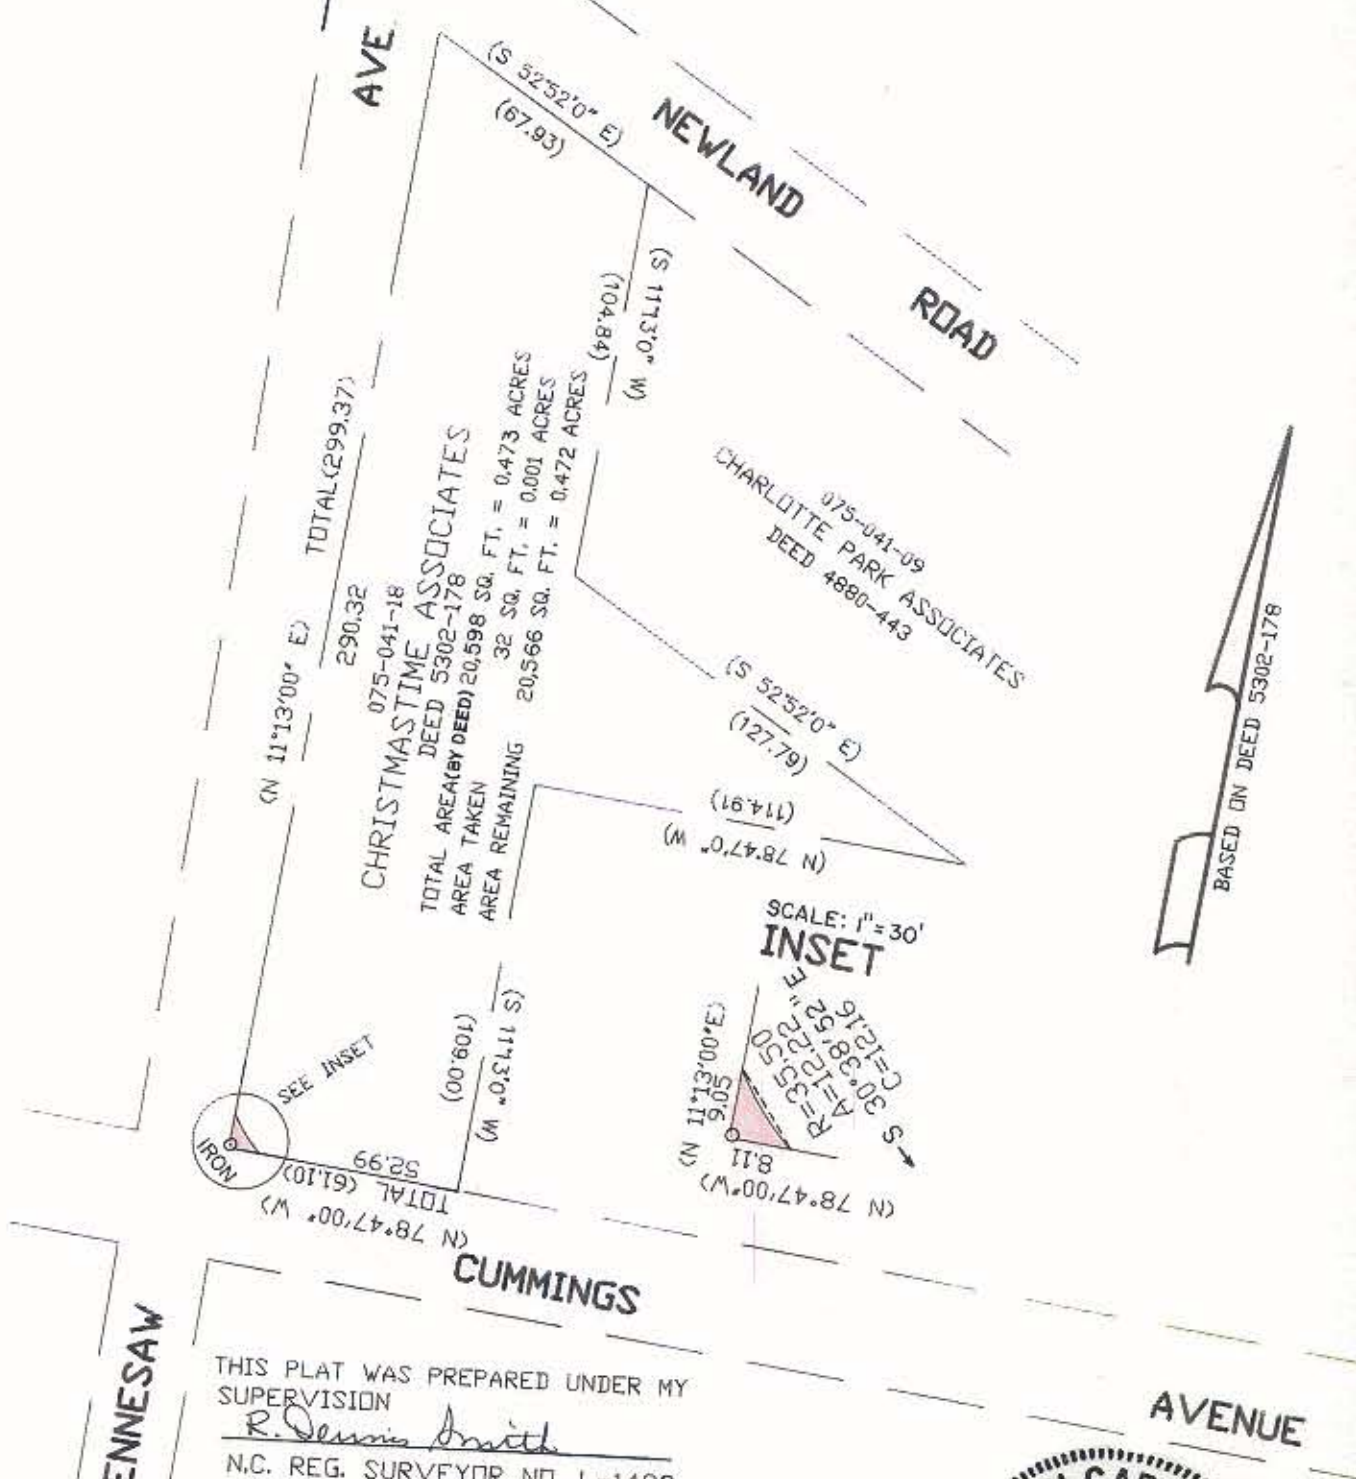 AVE
(S 52°52'0" E)
(67.93)
NEWLAND
ROAD
(S 11°13'0" W)
(104.84)
TOTAL (299.37)
(N 11°13'00" E)
290.32
075-041-18
CHRISTMASTIME ASSOCIATES
DEED 5302-178
TOTAL AREA (BY DEED) 20,598 SQ. FT. = 0.473 ACRES
AREA TAKEN 32 SQ. FT. = 0.001 ACRES
AREA REMAINING 20,566 SQ. FT. = 0.472 ACRES
075-041-09
CHARLOTTE PARK ASSOCIATES
DEED 4880-443
(S 52°52'0" E)
(127.79)
(114.91)
(N 78°47'0" W)
BASED ON DEED 5302-178
SCALE: 1"=30'
INSET
(N 11°13'00"E)
9.05
R=35.50
A=12.22
S 30°38'52" E
C=12.16
8.11
(N 78°47'00"W)
(S 11°13'0" W)
(109.00)
SEE INSET
IRON
52.99
TOTAL (61.10)
(N 78°47'00" W)
CUMMINGS
AVENUE
ENNESAW
THIS PLAT WAS PREPARED UNDER MY
SUPERVISION
R. Dennis Smith
N.C. REG. SURVEYOR NO.